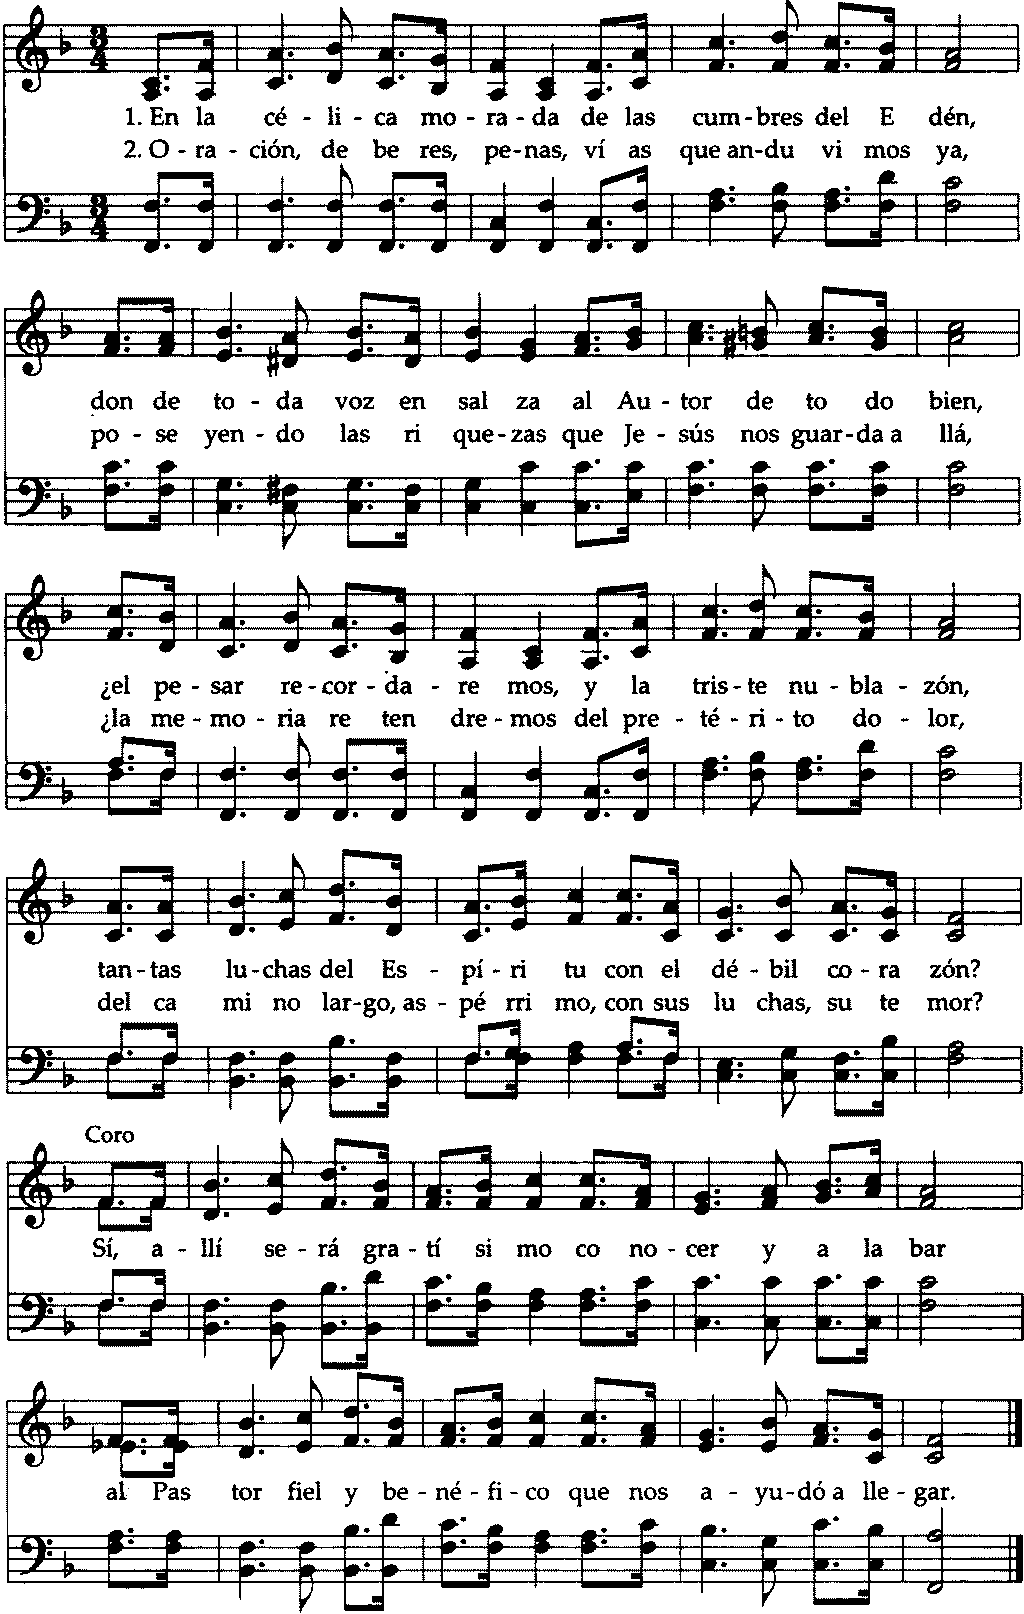 1. En la cé - li - ca mo - ra - da de las cum - bres del E dén,
2. O - ra - ción, de be res, pe - nas, ví as que an - du vi mos ya,
don de to - da voz en sal za al Au - tor de to do bien,
po - se yen - do las ri que - zas que Je - sús nos guar - da a llá,
¿el pe - sar re - cor - da - re mos, y la tris - te nu - bla - zón,
¿la me - mo - ria re ten dre - mos del pre - té - ri - to do - lor,
tan - tas lu - chas del Es - pí - ri tu con el dé - bil co - ra zón?
del ca mi no lar - go, as - pé rri mo, con sus lu chas, su te mor?
Coro
Sí, a - llí se - rá gra - tí si mo co no - cer y a la bar
al Pas tor fiel y be - né - fi - co que nos a - yu - dó a lle - gar.